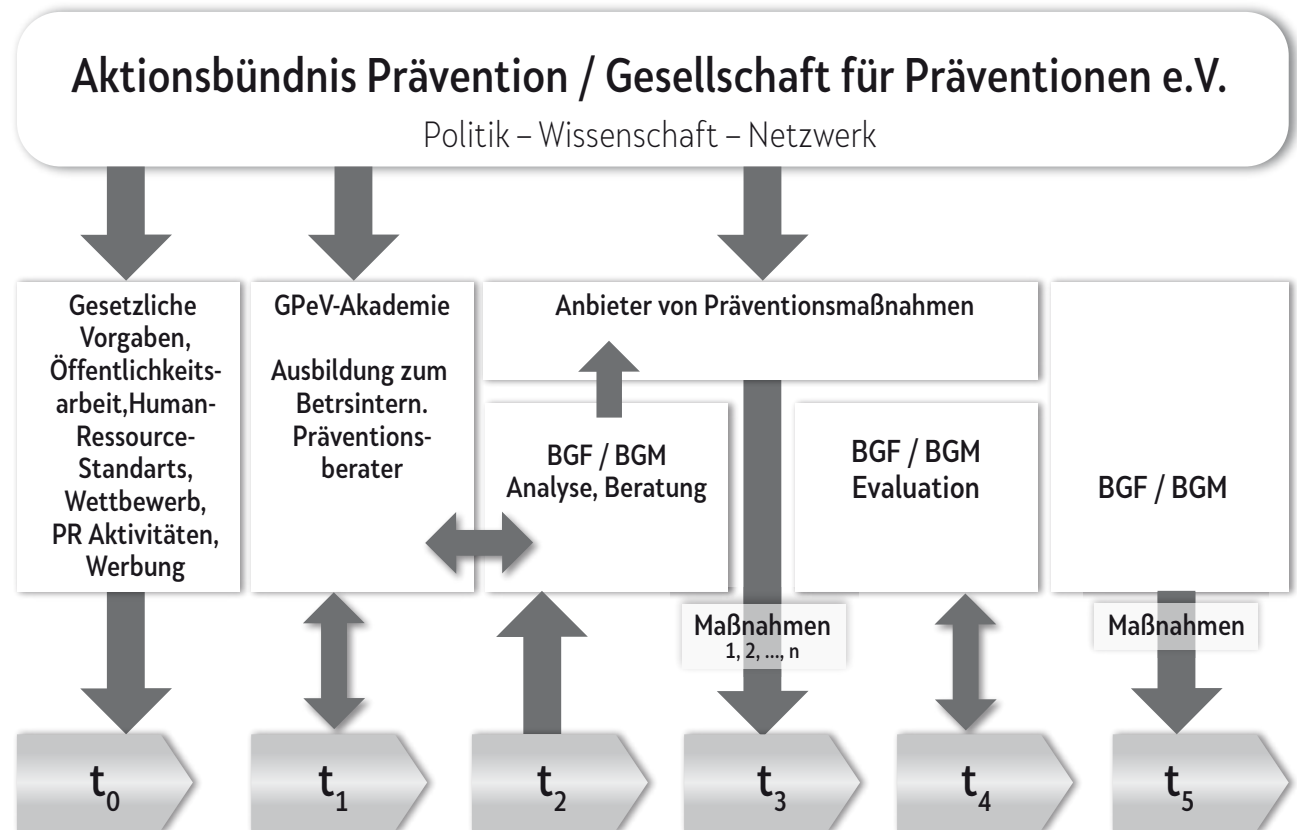 Aktionsbündnis Prävention / Gesellschaft für Präventionen e.V.
Politik – Wissenschaft – Netzwerk
Gesetzliche
Vorgaben,
Öffentlichkeits-
arbeit,Human-
Ressource-
Standarts,
Wettbewerb,
PR Aktivitäten,
Werbung
GPeV-Akademie
Ausbildung zum
Betrsintern.
Präventions-
berater
Anbieter von Präventionsmaßnahmen
BGF / BGM
Analyse, Beratung
BGF / BGM
Evaluation
BGF / BGM
Maßnahmen
1, 2, ..., n
Maßnahmen
t0
t1
t2
t3
t4
t5